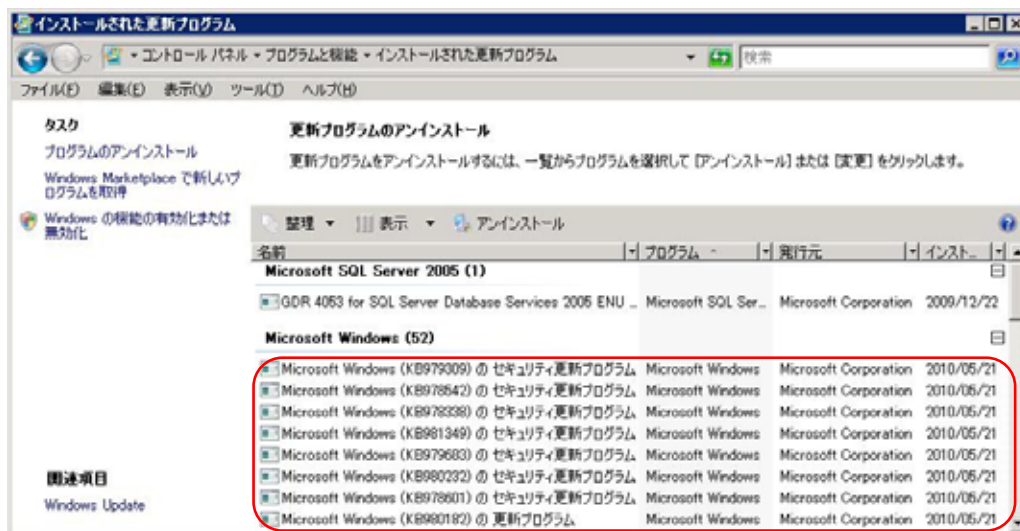 インストールされた更新プログラム
コントロール パネル ▾ プログラムと機能 ▾ インストールされた更新プログラム
検索
ファイル(F) 編集(E) 表示(V) ツール(T) ヘルプ(H)
タスク
プログラムのアンインストール
Windows Marketplace で新しいプ
ログラムを取得
Windows の機能の有効化または
無効化
更新プログラムのアンインストール
更新プログラムをアンインストールするには、一覧からプログラムを選択して [アンインストール] または [変更] をクリックします。
整理 表示 アンインストール
名前 プログラム 発行元 インスト...
Microsoft SQL Server 2005 (1)
GDR 4053 for SQL Server Database Services 2005 ENU ... Microsoft SQL Ser... Microsoft Corporation 2009/12/22
Microsoft Windows (52)
Microsoft Windows (KB979309) の セキュリティ更新プログラム Microsoft Windows Microsoft Corporation 2010/05/21
Microsoft Windows (KB978542) の セキュリティ更新プログラム Microsoft Windows Microsoft Corporation 2010/05/21
Microsoft Windows (KB978338) の セキュリティ更新プログラム Microsoft Windows Microsoft Corporation 2010/05/21
Microsoft Windows (KB981349) の セキュリティ更新プログラム Microsoft Windows Microsoft Corporation 2010/05/21
Microsoft Windows (KB979683) の セキュリティ更新プログラム Microsoft Windows Microsoft Corporation 2010/05/21
Microsoft Windows (KB980232) の セキュリティ更新プログラム Microsoft Windows Microsoft Corporation 2010/05/21
Microsoft Windows (KB978601) の セキュリティ更新プログラム Microsoft Windows Microsoft Corporation 2010/05/21
Microsoft Windows (KB980182) の 更新プログラム Microsoft Windows Microsoft Corporation 2010/05/21
関連項目
Windows Update